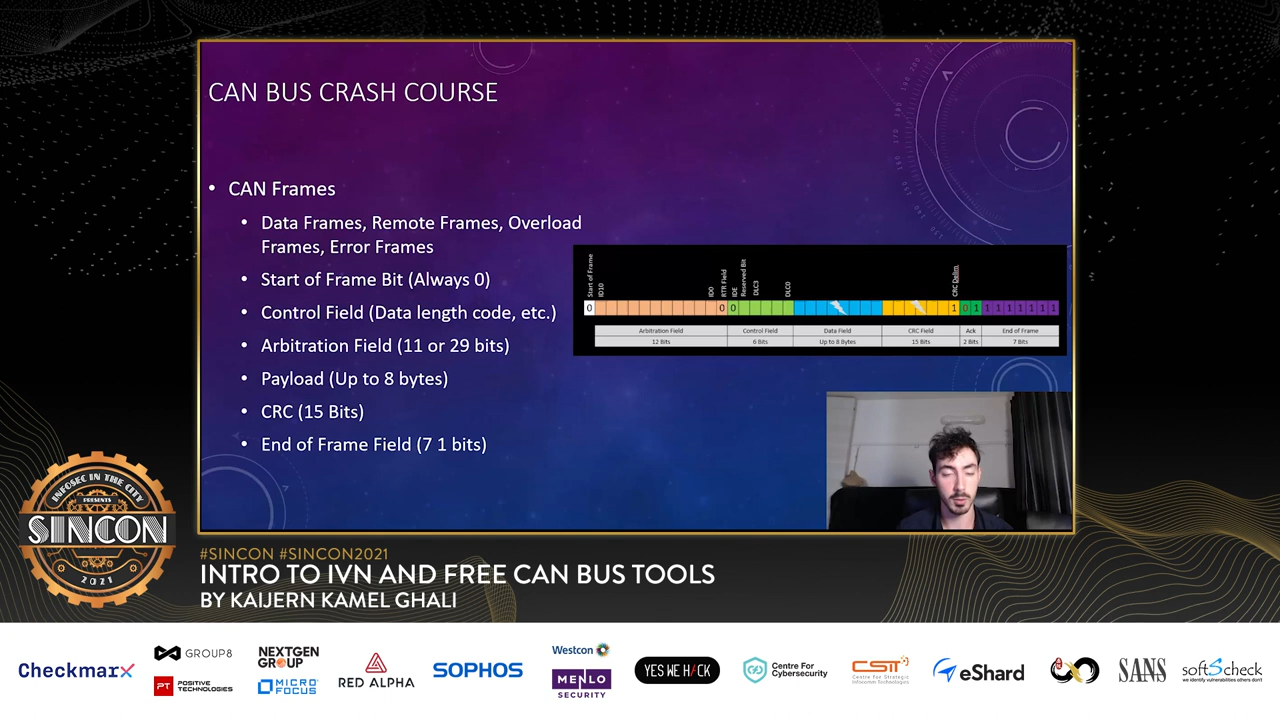 CAN BUS CRASH COURSE
• CAN Frames
• Data Frames, Remote Frames, Overload
Frames, Error Frames
• Start of Frame Bit (Always 0)
• Control Field (Data length code, etc.)
• Arbitration Field (11 or 29 bits)
• Payload (Up to 8 bytes)
• CRC (15 Bits)
• End of Frame Field (7 1 bits)
Start of Frame
ID10
ID0
RTR Field
IDE
Reserved Bit
DLC3
DLC0
CRC Delim
0 0 0 1 0 1 1 1 1 1 1 1 1
Arbitration Field Control Field Data Field CRC Field Ack End of Frame
12 Bits 6 Bits Up to 8 Bytes 15 Bits 2 Bits 7 Bits
INFOSEC IN THE CITY
PRESENTS
SINCON
2021
#SINCON #SINCON2021
INTRO TO IVN AND FREE CAN BUS TOOLS
BY KAIJERN KAMEL GHALI
Checkmarx
GROUP8
PT POSITIVE
TECHNOLOGIES
NEXTGEN
GROUP
MICRO
FOCUS
RED ALPHA
SOPHOS
Westcon
MENLO
SECURITY
YES WE H/CK
Centre For
Cybersecurity
CSIT
Centre For Strategic
Infocomm Technologies
eShard
SANS
softScheck
we identify vulnerabilities others don't